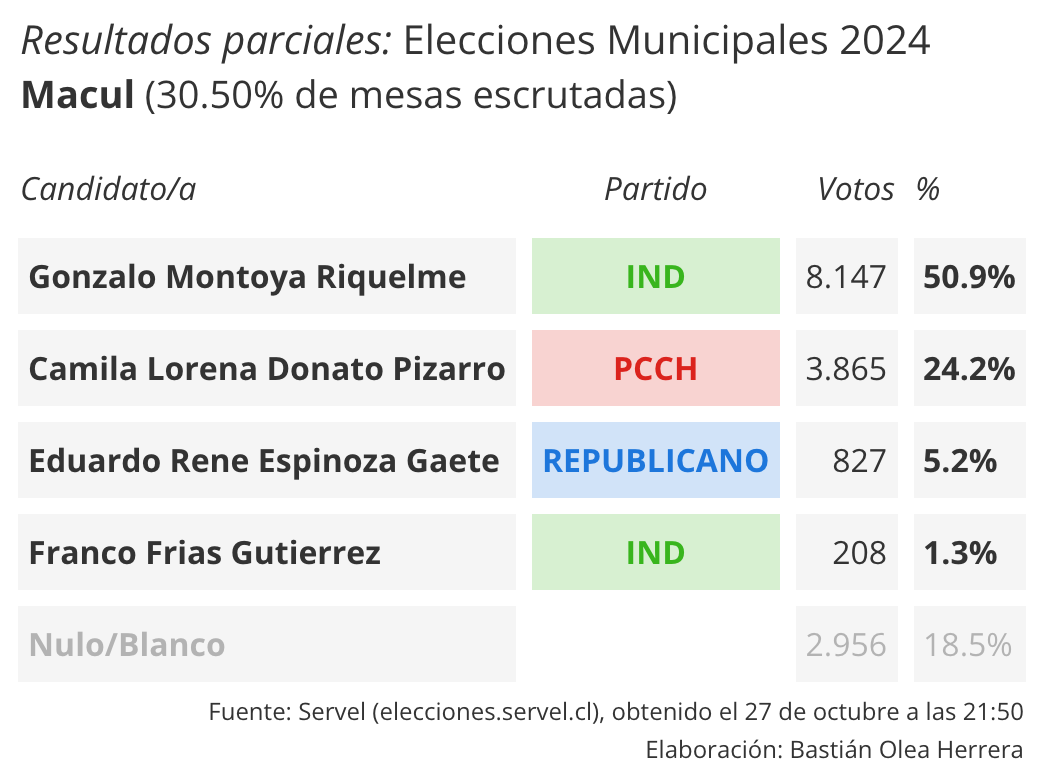 Resultados parciales: Elecciones Municipales 2024
Macul (30.50% de mesas escrutadas)
Candidato/a Partido Votos %
Gonzalo Montoya Riquelme IND 8.147 50.9%
Camila Lorena Donato Pizarro PCCH 3.865 24.2%
Eduardo Rene Espinoza Gaete REPUBLICANO 827 5.2%
Franco Frias Gutierrez IND 208 1.3%
Nulo/Blanco 2.956 18.5%
Fuente: Servel (elecciones.servel.cl), obtenido el 27 de octubre a las 21:50
Elaboración: Bastián Olea Herrera